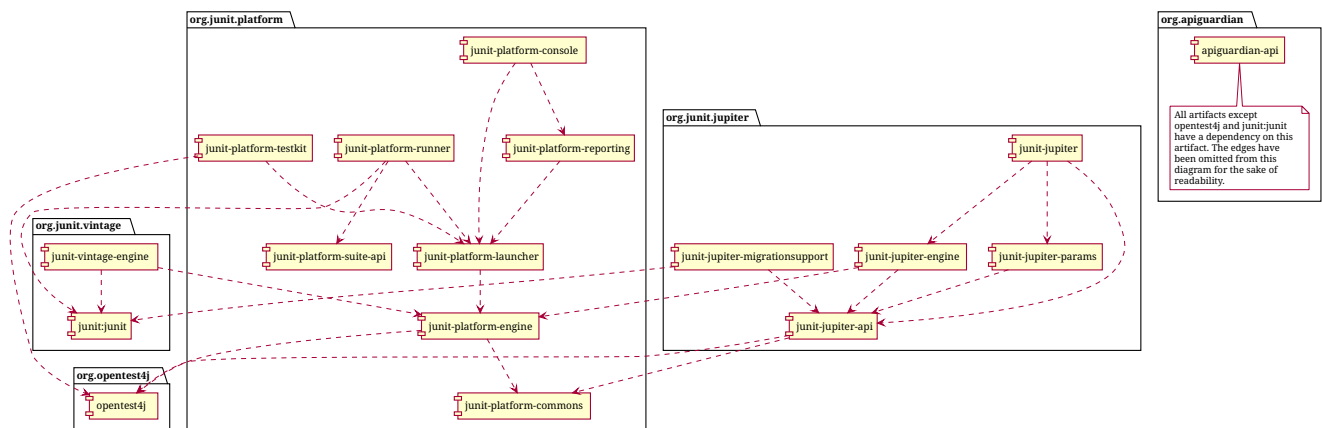 org.junit.platform
org.apiguardian
junit-platform-console
apiguardian-api
All artifacts except
opentest4j and junit:junit
have a dependency on this
artifact. The edges have
been omitted from this
diagram for the sake of
readability.
org.junit.jupiter
junit-platform-testkit
junit-platform-runner
junit-platform-reporting
junit-jupiter
org.junit.vintage
junit-vintage-engine
junit-platform-suite-api
junit-platform-launcher
junit-jupiter-migrationsupport
junit-jupiter-engine
junit-jupiter-params
junit:junit
junit-platform-engine
junit-jupiter-api
org.opentest4j
opentest4j
junit-platform-commons